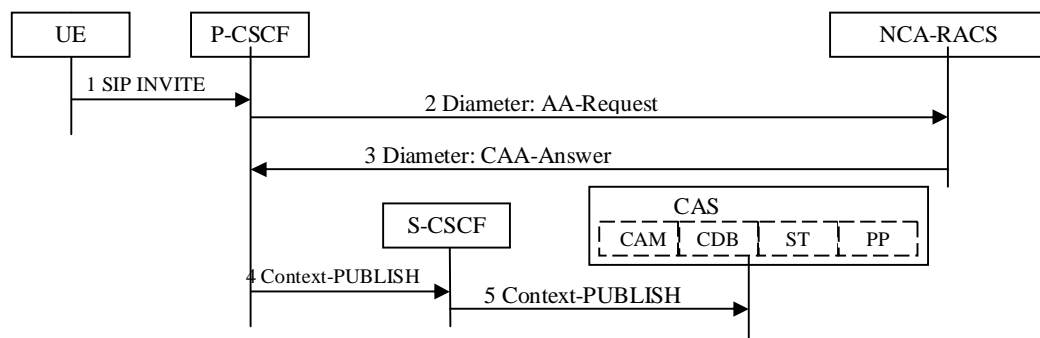 UE
P-CSCF
NCA-RACS
1 SIP INVITE
2 Diameter: AA-Request
3 Diameter: CAA-Answer
CAS
S-CSCF
CAM
CDB
ST
PP
4 Context-PUBLISH
5 Context-PUBLISH